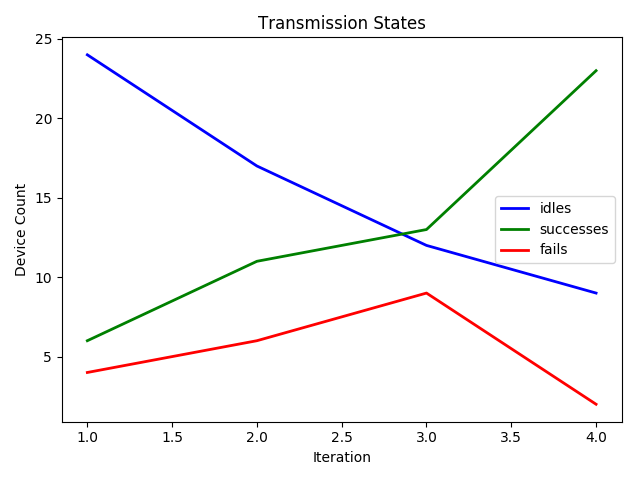 Transmission States
Device Count
25
20
15
10
5
idles
successes
fails
1.0 1.5 2.0 2.5 3.0 3.5 4.0
Iteration